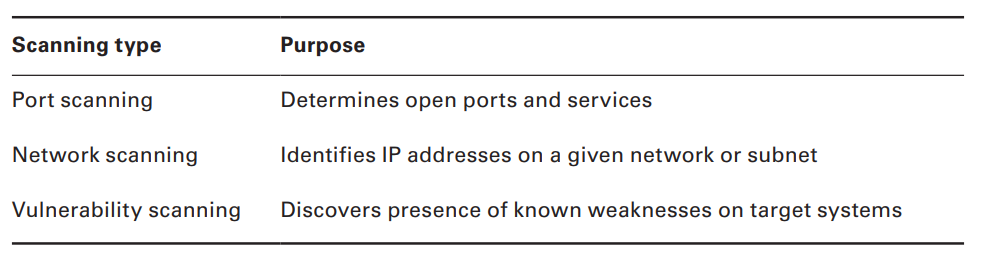 Scanning type Purpose
Port scanning Determines open ports and services
Network scanning Identifies IP addresses on a given network or subnet
Vulnerability scanning Discovers presence of known weaknesses on target systems